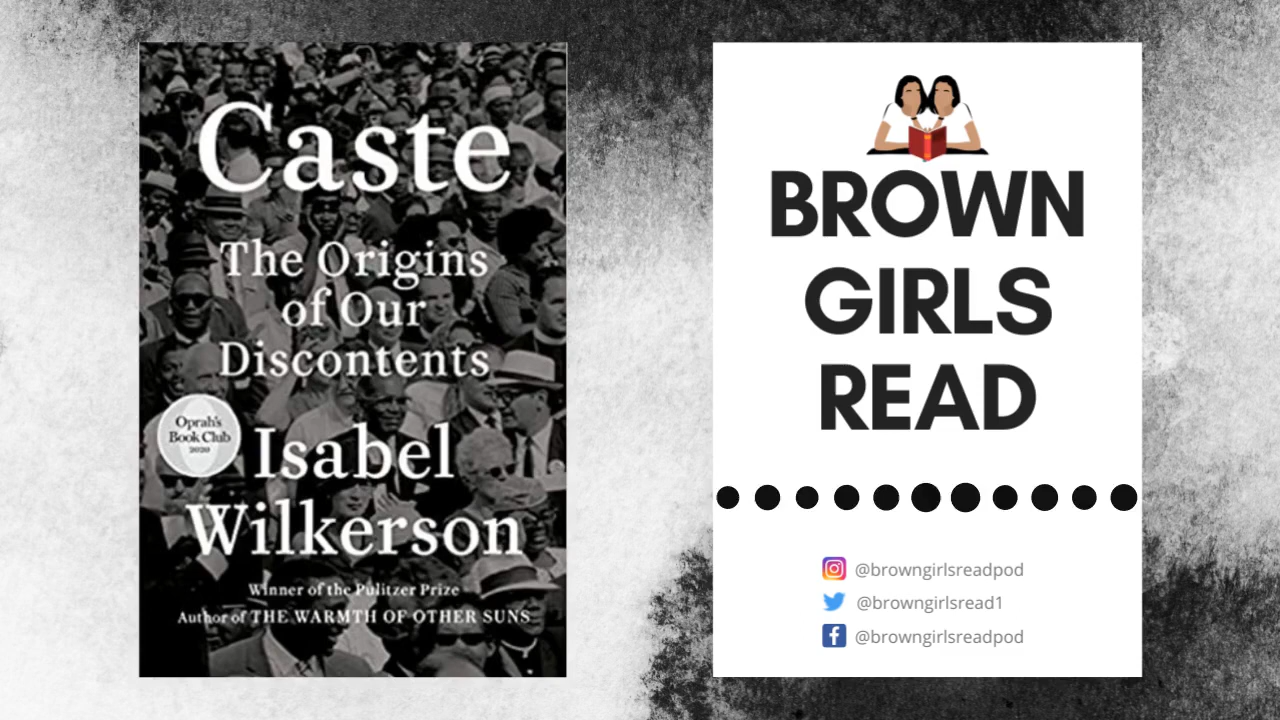 Caste
The Origins
of Our
Discontents
Oprah's
Book Club
2020
Isabel
Wilkerson
Winner of the Pulitzer Prize
Author of THE WARMTH OF OTHER SUNS
BROWN
GIRLS
READ
@browngirlsreadpod
@browngirlsread1
@browngirlsreadpod